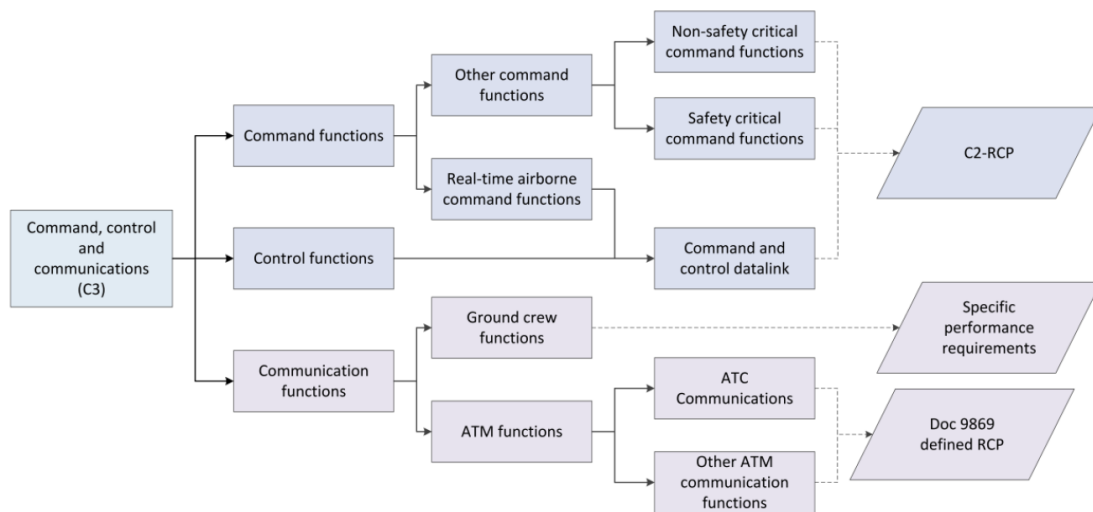 Command, control
and
communications
(C3)
Command functions
Control functions
Communication
functions
Other command
functions
Real-time airborne
command functions
Ground crew
functions
ATM functions
Non-safety critical
command functions
Safety critical
command functions
Command and
control datalink
ATC
Communications
Other ATM
communication
functions
C2-RCP
Specific
performance
requirements
Doc 9869
defined RCP